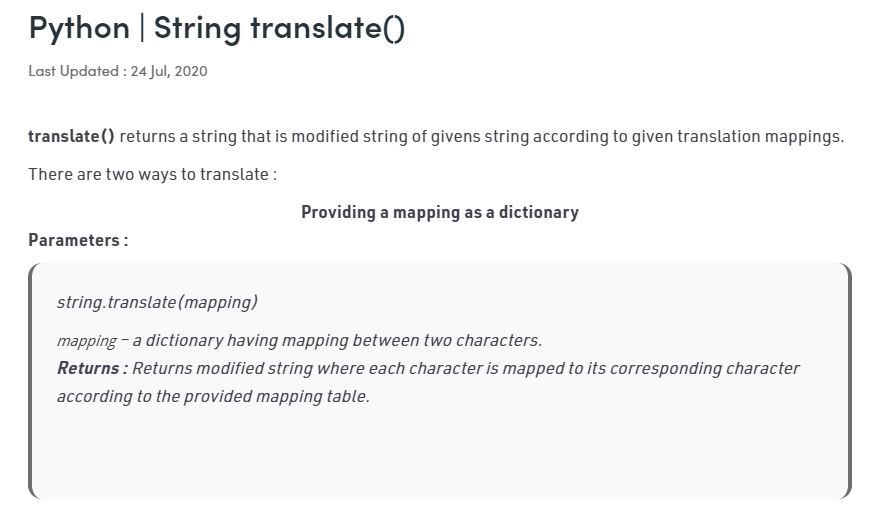 Python | String translate()
Last Updated : 24 Jul, 2020
translate() returns a string that is modified string of givens string according to given translation mappings.
There are two ways to translate :
Providing a mapping as a dictionary
Parameters :
string.translate(mapping)
mapping – a dictionary having mapping between two characters.
Returns : Returns modified string where each character is mapped to its corresponding character
according to the provided mapping table.